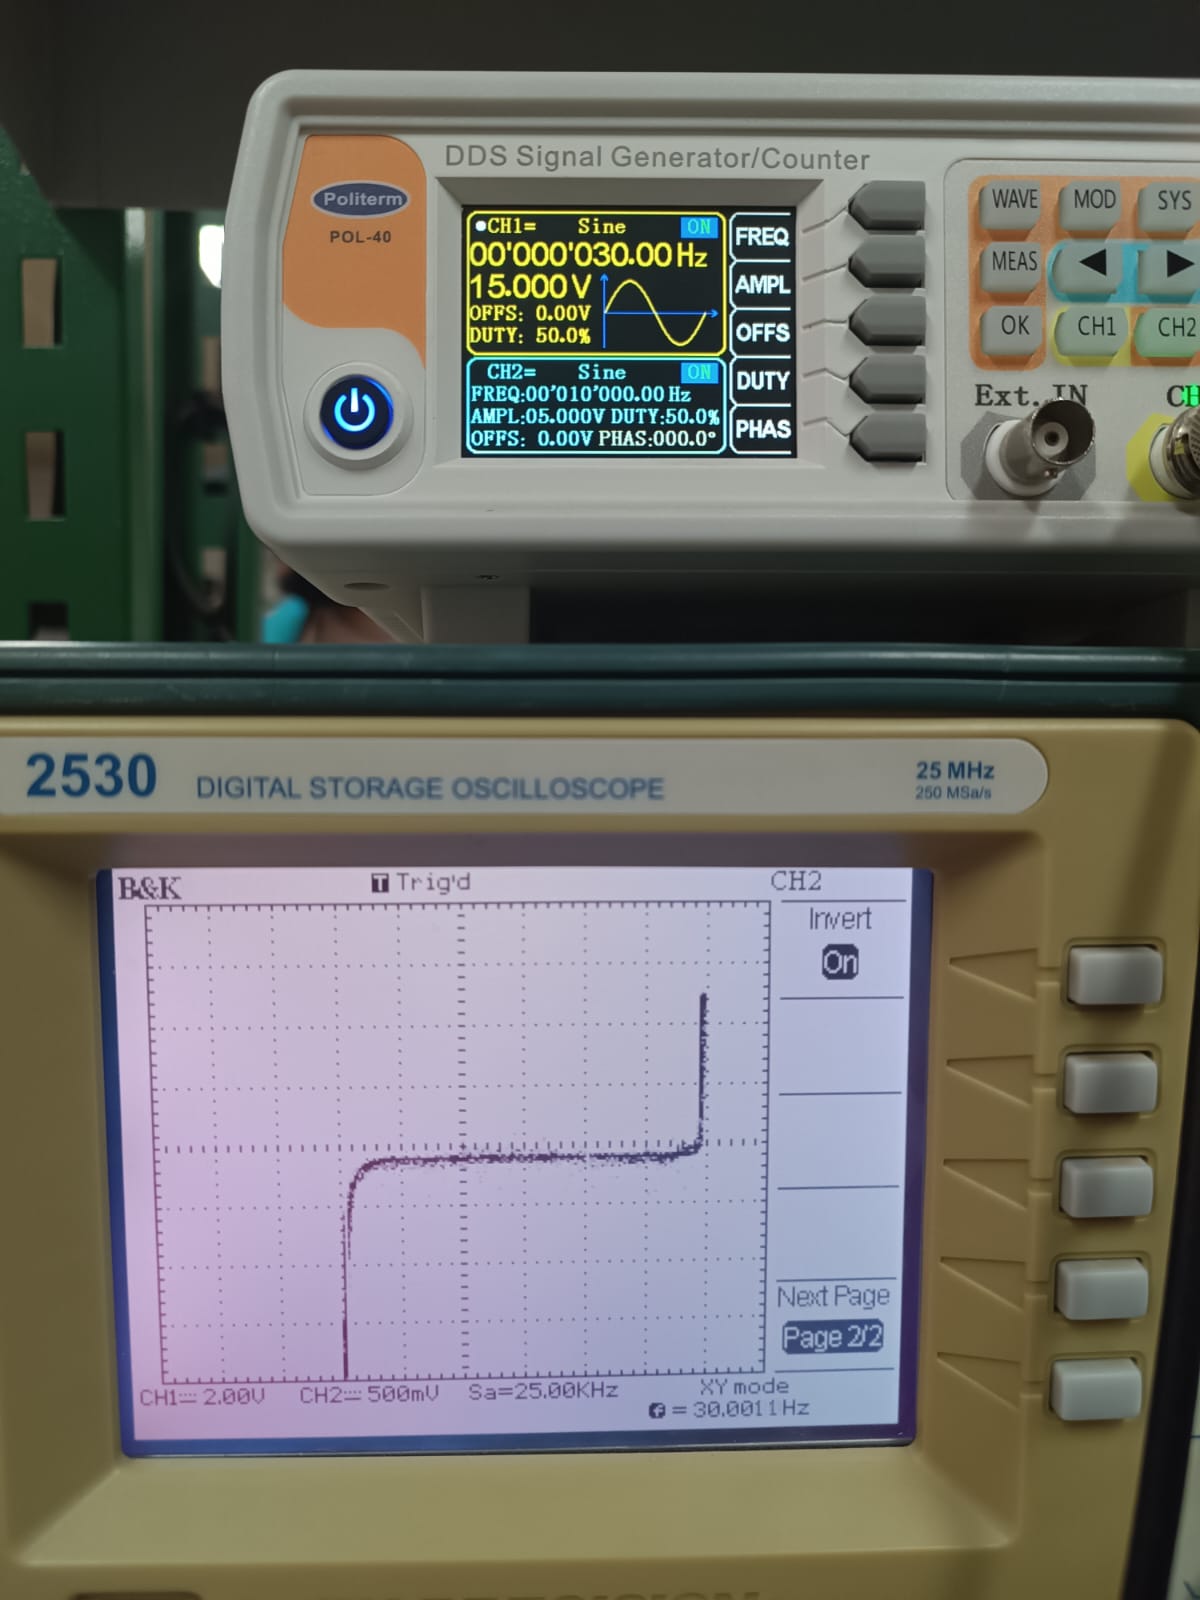 DDS Signal Generator/Counter
Politerm
POL-40
CH1= Sine ON
00'000'030.00 Hz
15.000 V
OFFS: 0.00V
DUTY: 50.0%
CH2= Sine ON
FREQ:00'010'000.00 Hz
AMPL:05.000V DUTY:50.0%
OFFS: 0.00V PHAS:000.0°
FREQ
AMPL
OFFS
DUTY
PHAS
WAVE MOD SYS
MEAS
OK CH1 CH2
Ext. IN CH
2530 DIGITAL STORAGE OSCILLOSCOPE
25 MHz
250 MSa/s
B&K T Trig'd CH2
Invert
On
Next Page
Page 2/2
CH1 2.00V CH2 500mV Sa=25.00KHz XY mode
f = 30.0011Hz